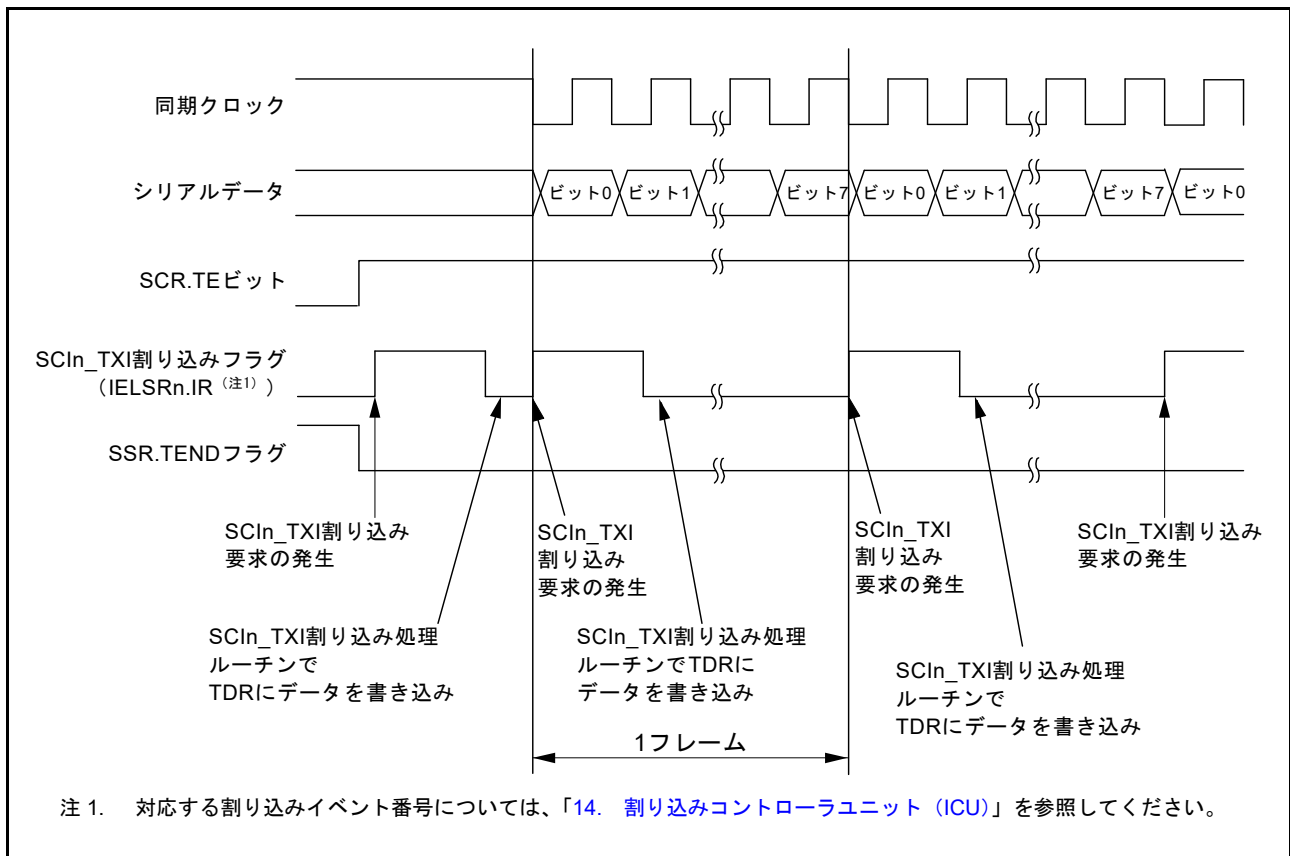 同期クロック
シリアルデータ
ビット0 ビット1 ビット7 ビット0 ビット1 ビット7 ビット0
SCR.TEビット
SCIn_TXI割り込みフラグ
（IELSRn.IR（注1））
SSR.TENDフラグ
SCIn_TXI割り込み
要求の発生
SCIn_TXI
割り込み
要求の発生
SCIn_TXI
割り込み
要求の発生
SCIn_TXI割り込み
要求の発生
SCIn_TXI割り込み処理
ルーチンで
TDRにデータを書き込み
SCIn_TXI割り込み処理
ルーチンでTDRに
データを書き込み
SCIn_TXI割り込み処理
ルーチンで
TDRにデータを書き込み
1フレーム
注 1. 対応する割り込みイベント番号については、「14. 割り込みコントローラユニット（ICU）」を参照してください。